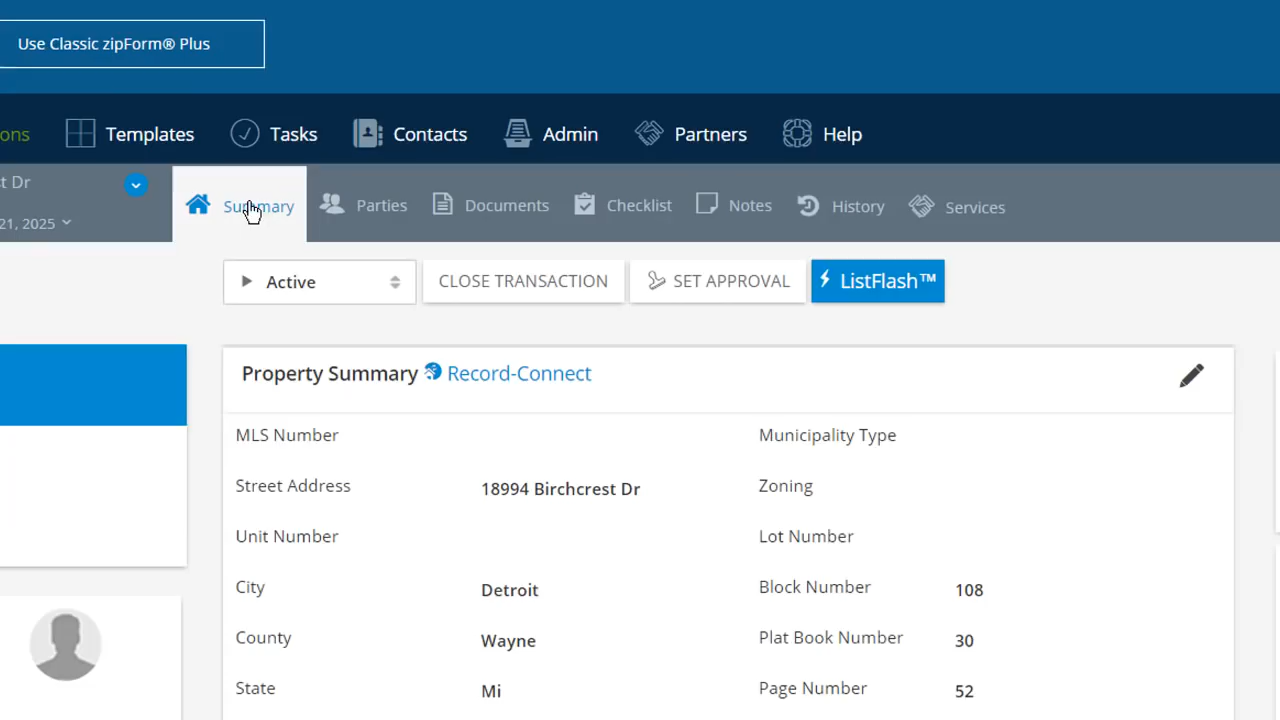 Use Classic zipForm® Plus
ons Templates Tasks Contacts Admin Partners Help
t Dr
21, 2025
Summary Parties Documents Checklist Notes History Services
Active CLOSE TRANSACTION SET APPROVAL ListFlash™
Property Summary Record-Connect
MLS Number Municipality Type
Street Address 18994 Birchcrest Dr Zoning
Unit Number Lot Number
City Detroit Block Number 108
County Wayne Plat Book Number 30
State Mi Page Number 52